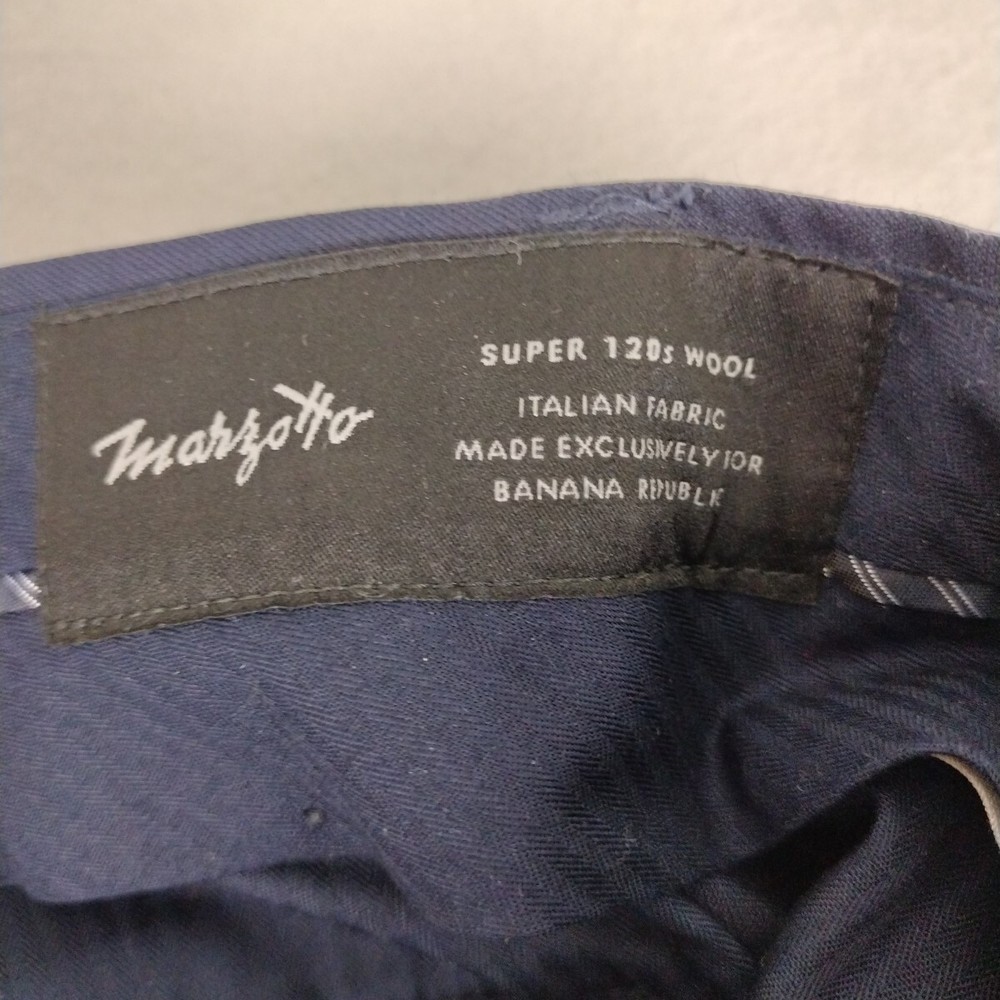 marzotto
SUPER 120s WOOL
ITALIAN FABRIC
MADE EXCLUSIVELY FOR
BANANA REPUBLIC